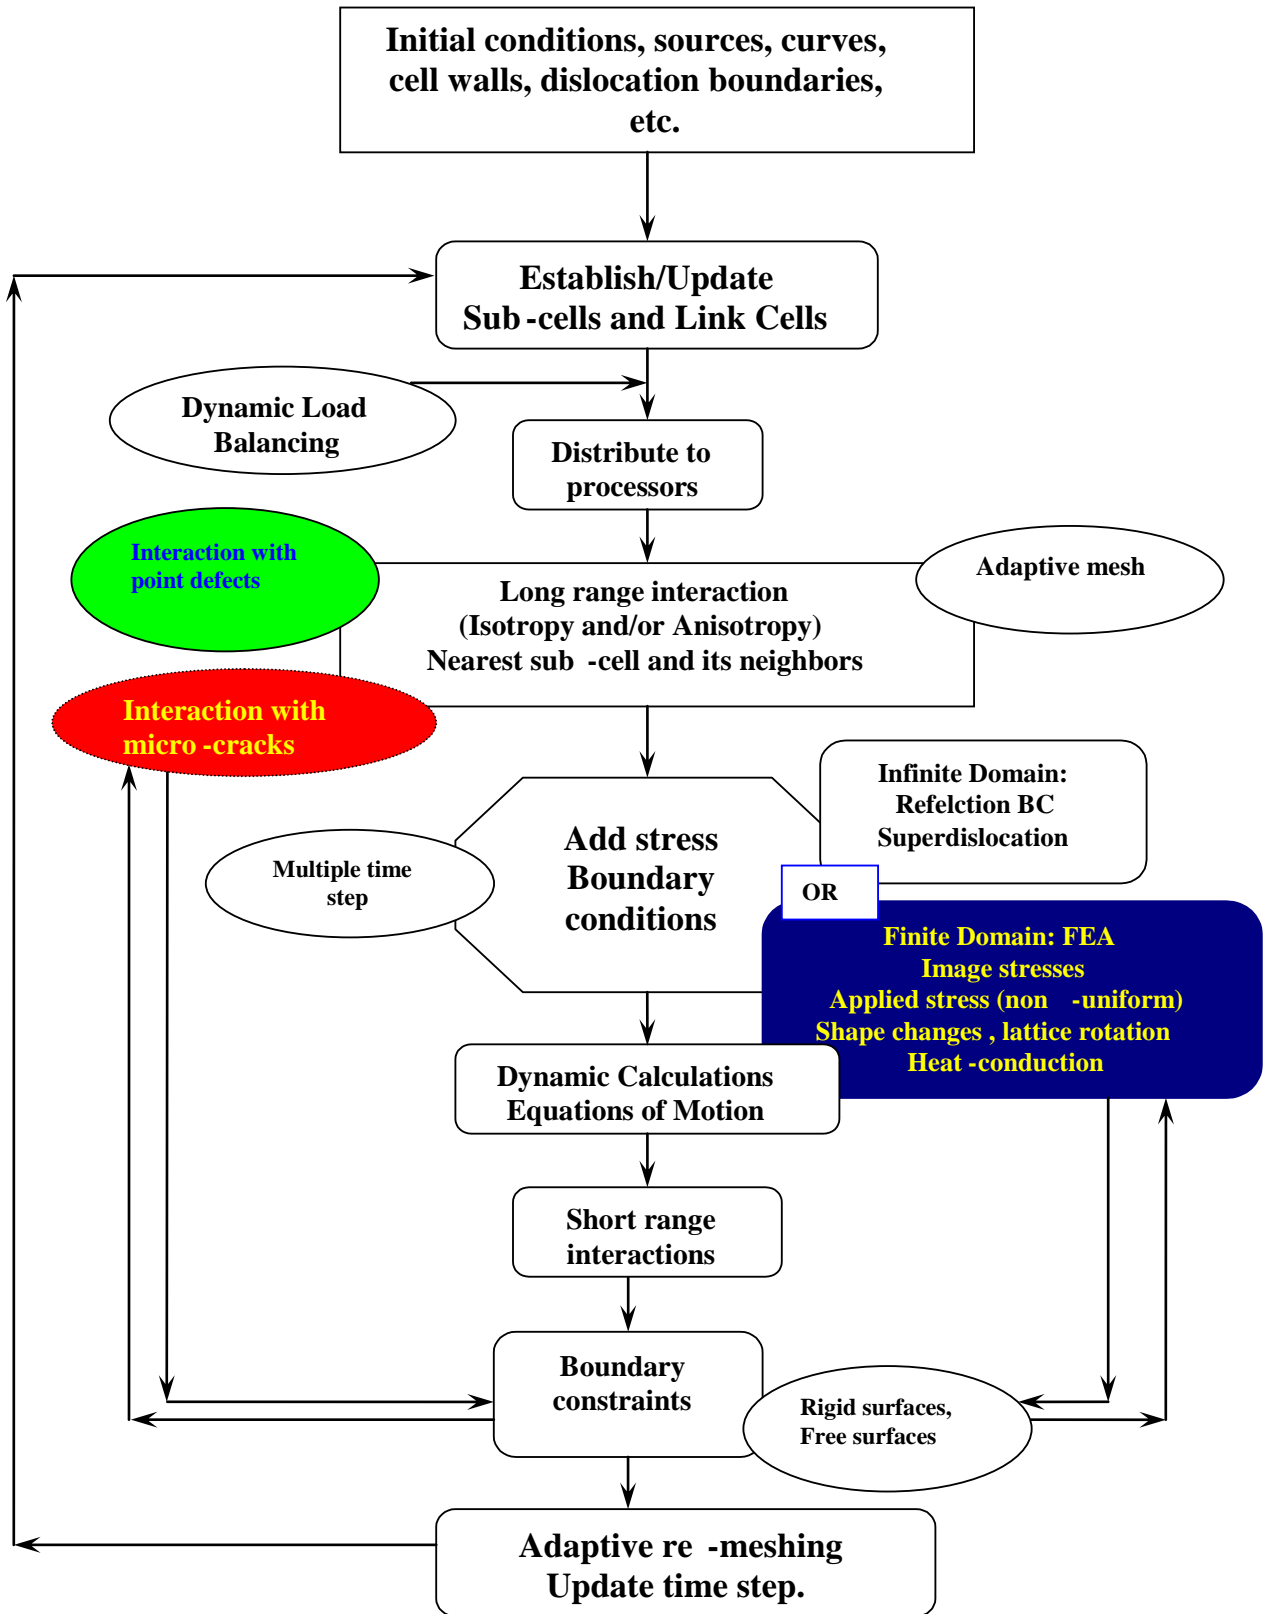 Initial conditions, sources, curves,
cell walls, dislocation boundaries,
etc.
Establish/Update
Sub-cells and Link Cells
Dynamic Load
Balancing
Distribute to
processors
Interaction with
point defects
Adaptive mesh
Long range interaction
(Isotropy and/or Anisotropy)
Nearest sub -cell and its neighbors
Interaction with
micro -cracks
Infinite Domain:
Refelction BC
Superdislocation
Add stress
Boundary
conditions
Multiple time
step
OR
Finite Domain: FEA
Image stresses
Applied stress (non -uniform)
Shape changes , lattice rotation
Heat -conduction
Dynamic Calculations
Equations of Motion
Short range
interactions
Boundary
constraints
Rigid surfaces,
Free surfaces
Adaptive re -meshing
Update time step.